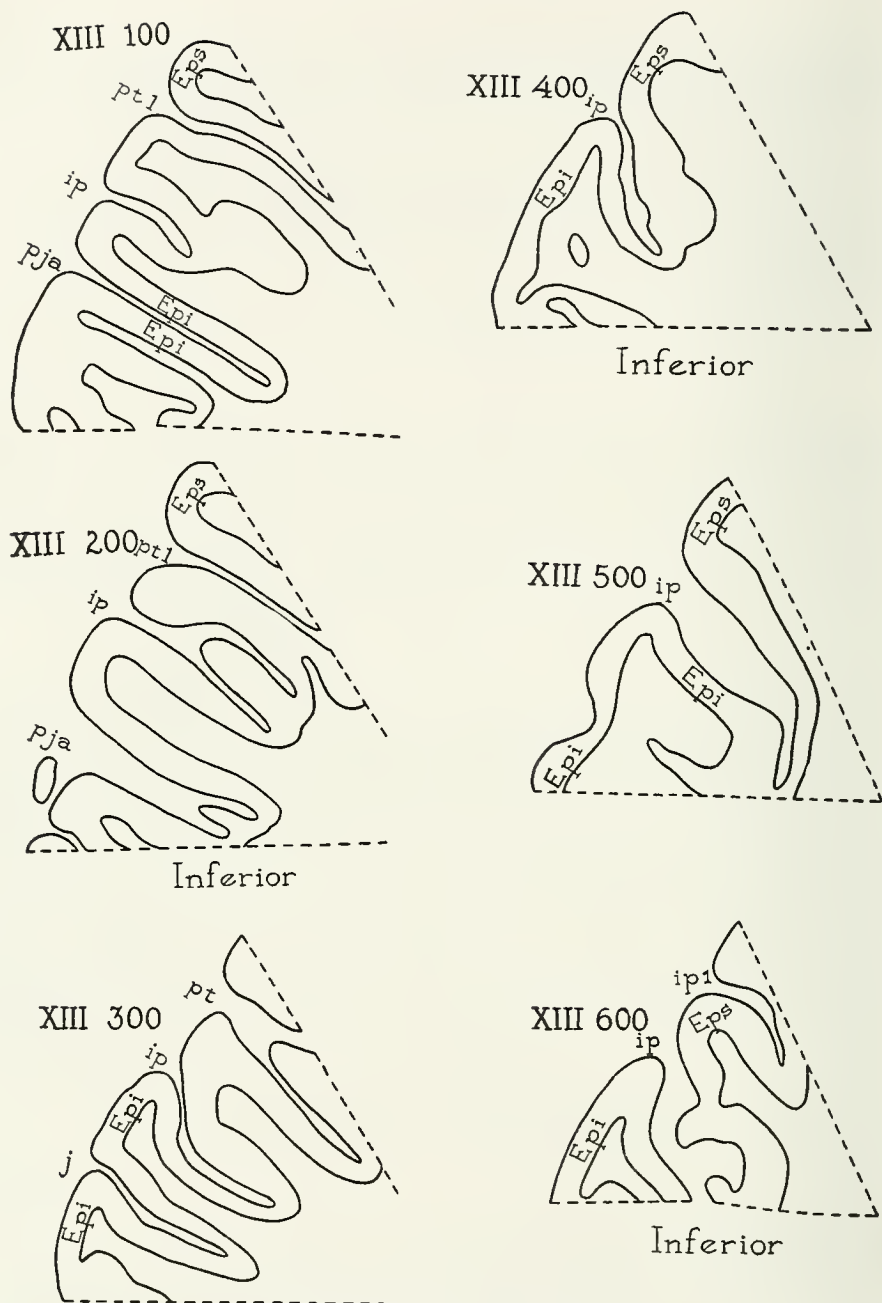 XIII 100
Eps
pt1
ip
pja
Epi
Epi
XIII 400
ip
Eps
Epi
Inferior
XIII 200
pt1
Eps
ip
pja
Inferior
XIII 500
ip
Eps
Epi
Epi
XIII 300
pt
ip
Epi
j
Epi
XIII 600
ip
ip1
Eps
Epi
Inferior